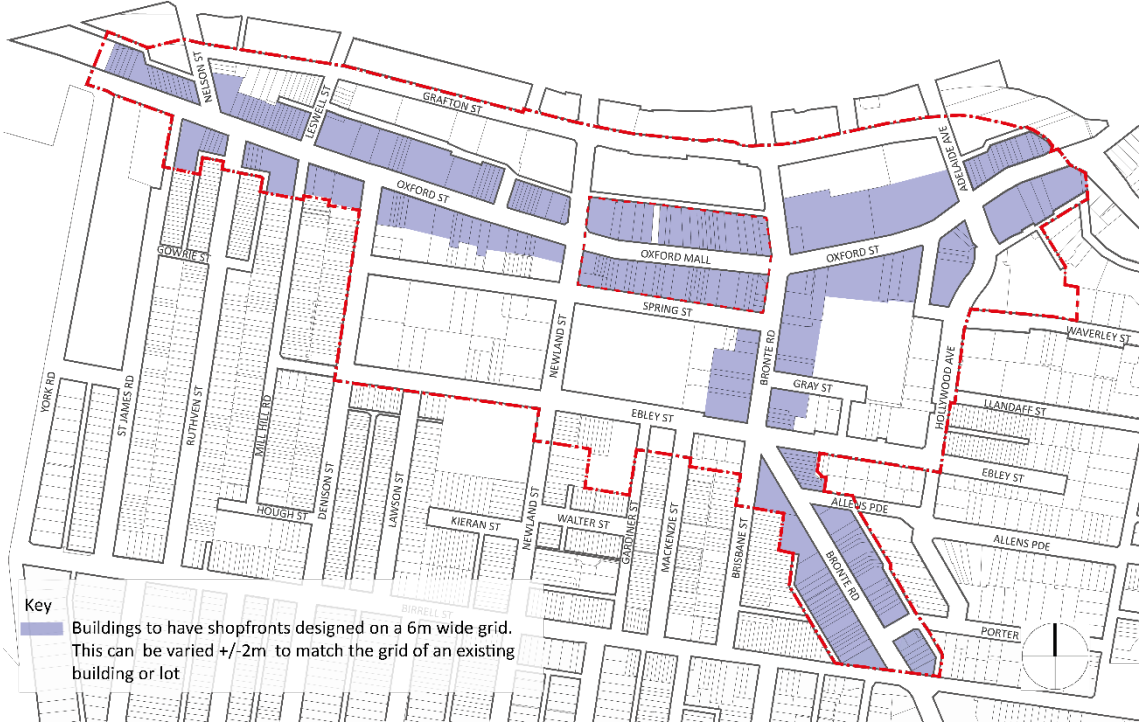 NELSON ST
LESWELL ST
GRAFTON ST
ADELAIDE AVE
OXFORD ST
OXFORD MALL
OXFORD ST
GOWRIE ST
SPRING ST
NEWLAND ST
BRONTE RD
WAVERLEY ST
HOLLYWOOD AVE
GRAY ST
LLANDAFF ST
YORK RD
ST JAMES RD
RUTHVEN ST
MILL HILL RD
EBLEY ST
DENISON ST
LAWSON ST
EBLEY ST
HOUGH ST
KIERAN ST
NEWLAND ST
WALTER ST
GARDINER ST
MACKENZIE ST
BRISBANE ST
ALLENS PDE
ALLENS PDE
BRONTE RD
BIRRELL ST
PORTER
Key
Buildings to have shopfronts designed on a 6m wide grid.
This can be varied +/-2m to match the grid of an existing
building or lot